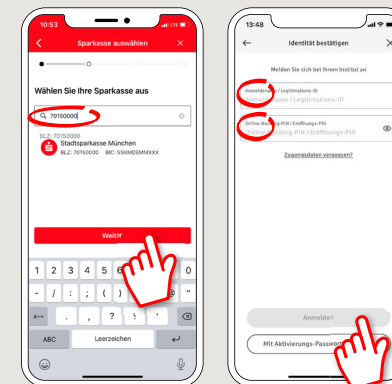 10:53
LTE
Sparkasse auswählen
Wählen Sie Ihre Sparkasse aus
70150000
BLZ: 70150000
Stadtsparkasse München
BLZ: 70150000 BIC: SSKMDEMMXXX
Weiter
1 2 3 4 5 6 0
- / : ; ( ) @ "
#+= . , ? ! '
ABC Leerzeichen
13:48
Identität bestätigen
Melden Sie sich bei Ihrem Institut an
Anmeldename / Legitimations-ID
Anmeldename / Legitimations-ID
Online-Banking-PIN / Eröffnungs-PIN
Online-Banking-PIN / Eröffnungs-PIN
Zugangsdaten vergessen?
Anmelden
Mit Aktivierungs-Passwort